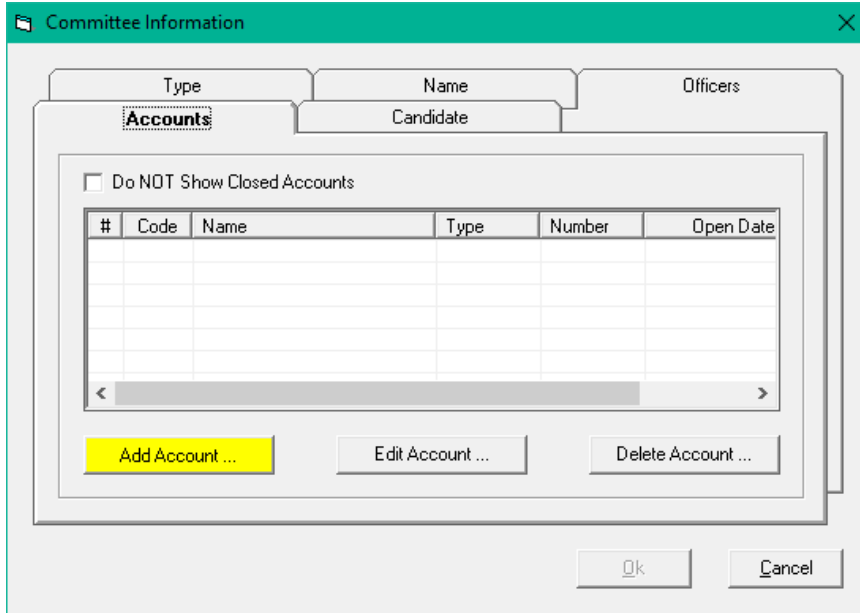 Committee Information
Type Name Officers
Accounts Candidate
Do NOT Show Closed Accounts
# Code Name Type Number Open Date
Add Account ... Edit Account ... Delete Account ...
Ok Cancel